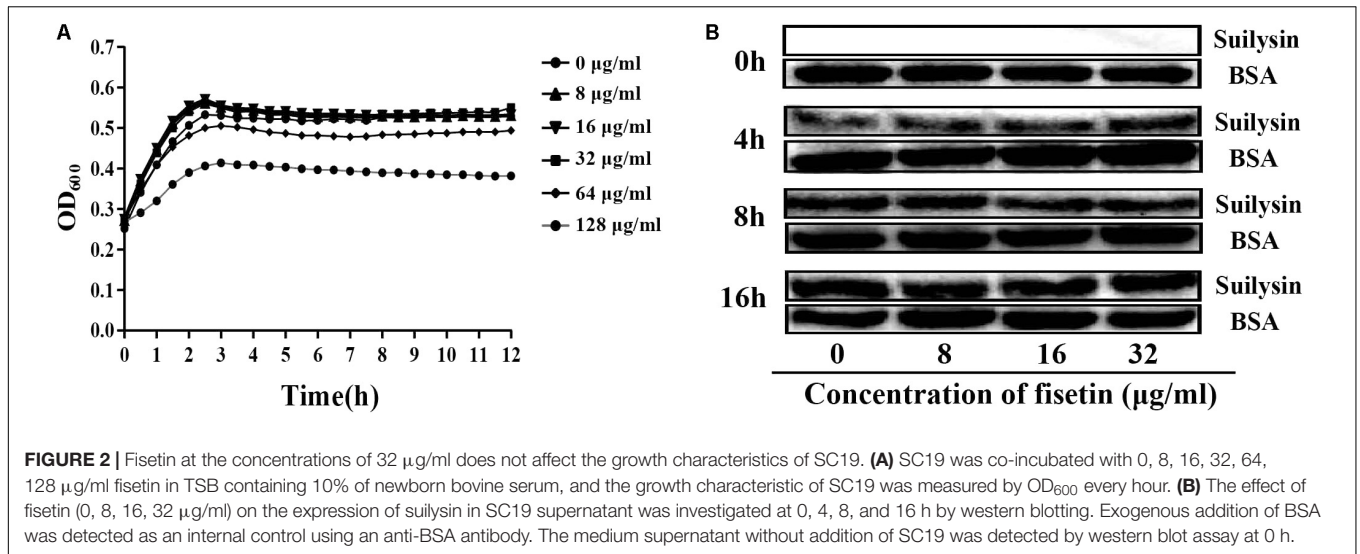 A
0.7
0.6
0.5
0.4
0.3
0.2
0.1
0.0
OD600
0 1 2 3 4 5 6 7 8 9 10 11 12
Time(h)
0 µg/ml
8 µg/ml
16 µg/ml
32 µg/ml
64 µg/ml
128 µg/ml
B
0h
Suilysin
BSA
4h
Suilysin
BSA
8h
Suilysin
BSA
16h
Suilysin
BSA
0 8 16 32
Concentration of fisetin (µg/ml)
FIGURE 2 | Fisetin at the concentrations of 32 µg/ml does not affect the growth characteristics of SC19. (A) SC19 was co-incubated with 0, 8, 16, 32, 64,
128 µg/ml fisetin in TSB containing 10% of newborn bovine serum, and the growth characteristic of SC19 was measured by OD600 every hour. (B) The effect of
fisetin (0, 8, 16, 32 µg/ml) on the expression of suilysin in SC19 supernatant was investigated at 0, 4, 8, and 16 h by western blotting. Exogenous addition of BSA
was detected as an internal control using an anti-BSA antibody. The medium supernatant without addition of SC19 was detected by western blot assay at 0 h.